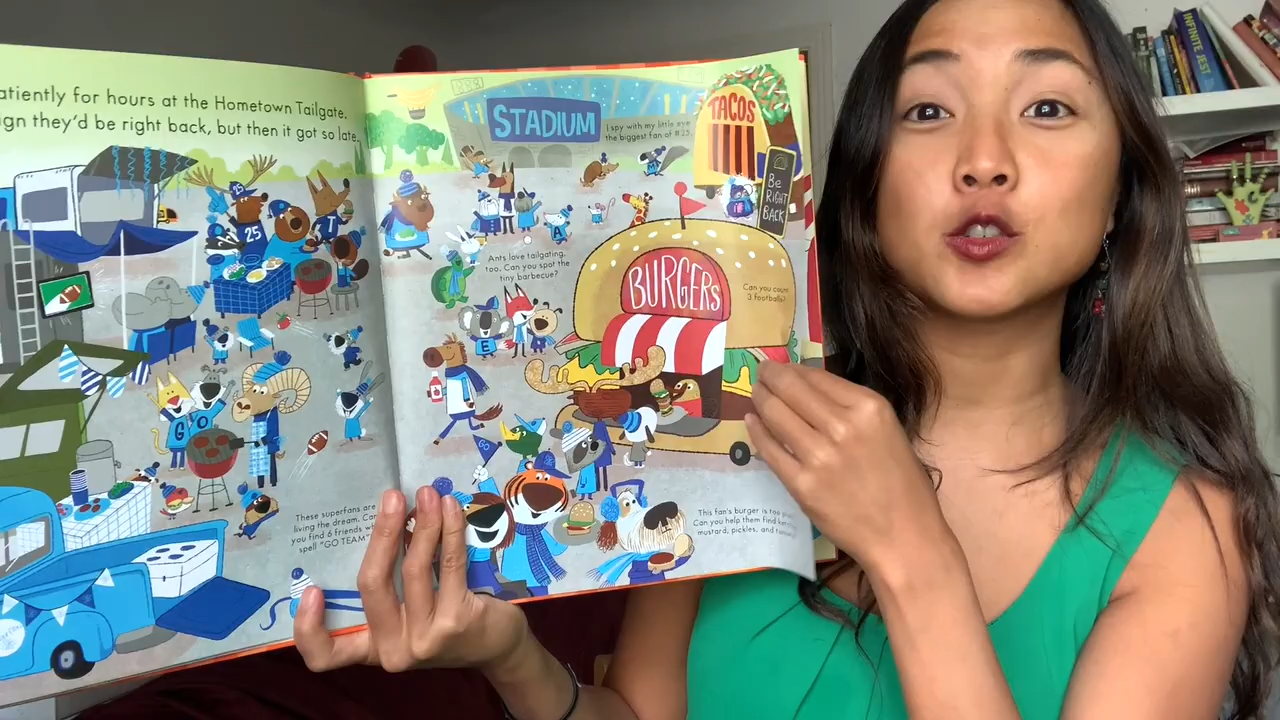 atiently for hours at the Hometown Tailgate.
ign they'd be right back, but then it got so late,
STADIUM
I spy with my little eye
the biggest fan of #25.
TACOS
Be
RIGHT
BACK
25
25
Ants love tailgating,
too. Can you spot the
tiny barbecue?
A
BURGERS
Can you count
3 footballs?
E
GO
GO
These superfans are
living the dream. Can
you find 6 friends
spell "GO TEAM"
This fan's burger is too
Can you help them find
mustard, pickles, and
INFINITE JEST